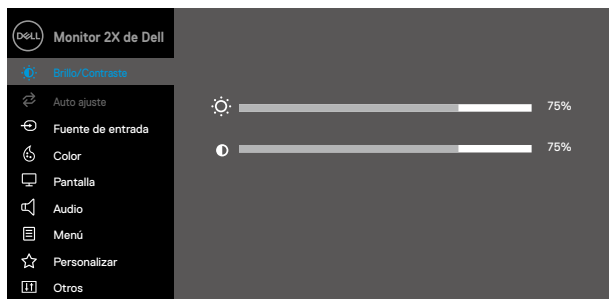 DELL
Monitor 2X de Dell
Brillo/Contraste
75%
Auto ajuste
Fuente de entrada
Color
75%
Pantalla
Audio
Menú
Personalizar
Otros